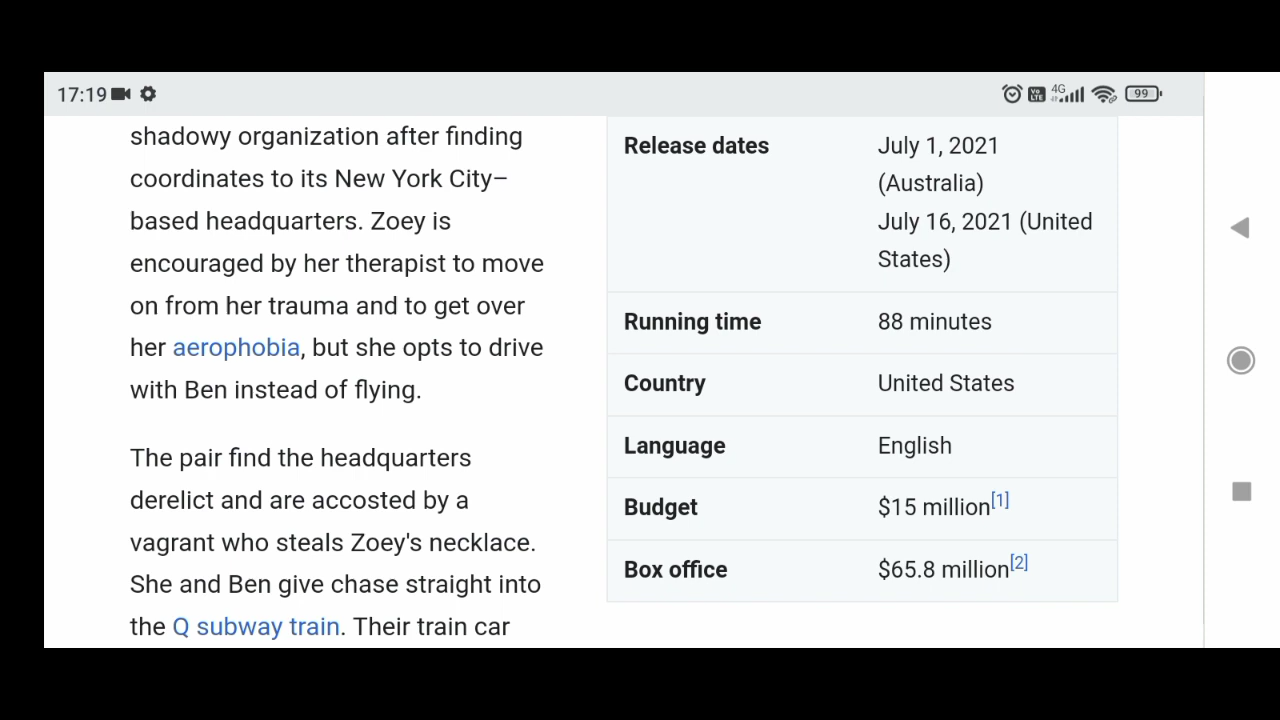 17:19
4G
Vo
LTE
99
shadowy organization after finding
coordinates to its New York City–
based headquarters. Zoey is
encouraged by her therapist to move
on from her trauma and to get over
her aerophobia, but she opts to drive
with Ben instead of flying.
The pair find the headquarters
derelict and are accosted by a
vagrant who steals Zoey's necklace.
She and Ben give chase straight into
the Q subway train. Their train car
Release dates
July 1, 2021
(Australia)
July 16, 2021 (United
States)
Running time 88 minutes
Country United States
Language English
Budget $15 million[1]
Box office $65.8 million[2]